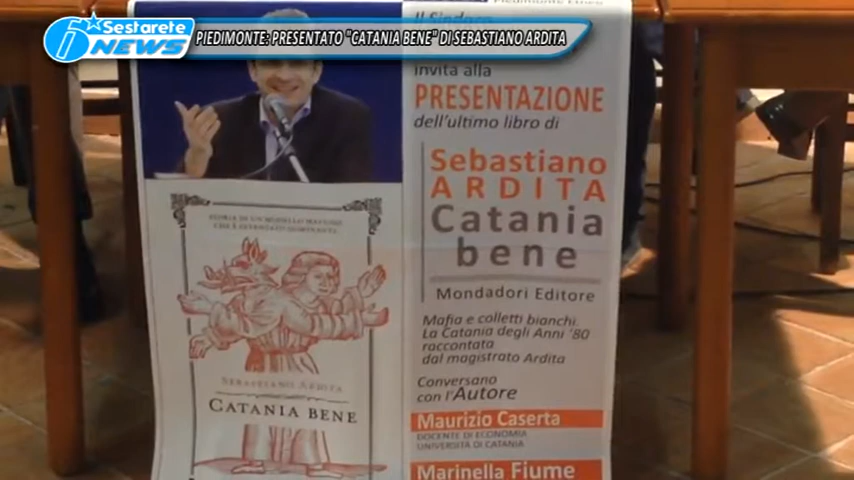 Sestarete
6 NEWS
PIEDIMONTE: PRESENTATO "CATANIA BENE" DI SEBASTIANO ARDITA
Il Sindaco
invita alla
PRESENTAZIONE
dell'ultimo libro di
Sebastiano
ARDITA
Catania
bene
Mondadori Editore
Mafia e colletti bianchi.
La Catania degli Anni '80
raccontata
dal magistrato Ardita
Conversano
con l'Autore
Maurizio Caserta
DOCENTE DI ECONOMIA
UNIVERSITÀ DI CATANIA
Marinella Fiume
STORIA DI UN MODELLO MAFIOSO
CHE È DIVENTATO DOMINANTE
SEBASTIANO ARDITA
CATANIA BENE